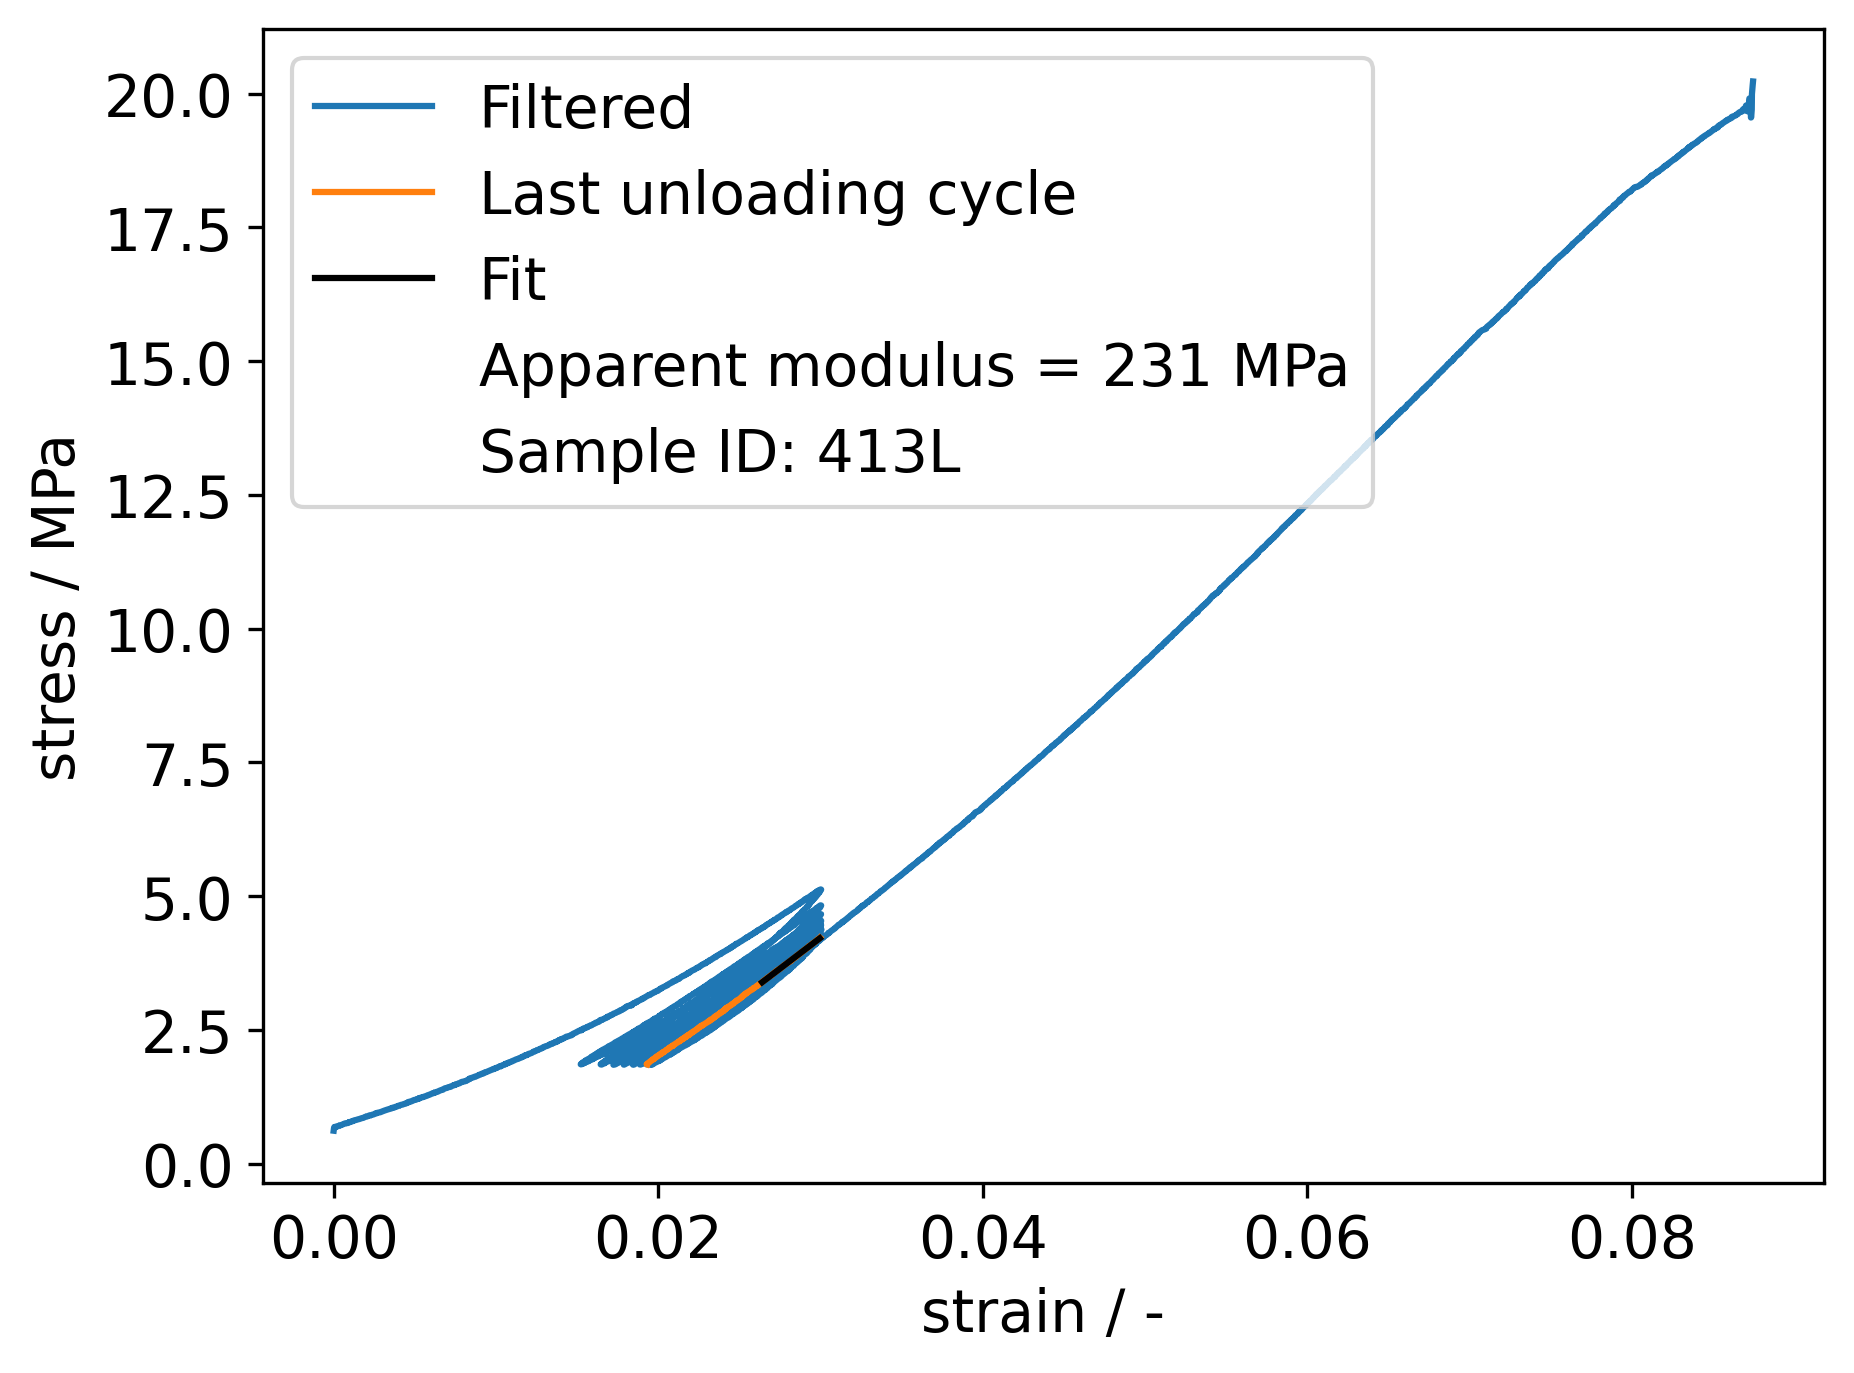 Filtered
Last unloading cycle
Fit
Apparent modulus = 231 MPa
Sample ID: 413L
stress / MPa
20.0
17.5
15.0
12.5
10.0
7.5
5.0
2.5
0.0
0.00 0.02 0.04 0.06 0.08
strain / -